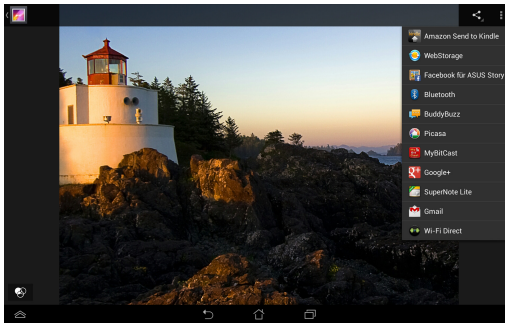 Amazon Send to Kindle
WebStorage
Facebook für ASUS Story
Bluetooth
BuddyBuzz
Picasa
MyBitCast
Google+
SuperNote Lite
Gmail
Wi-Fi Direct